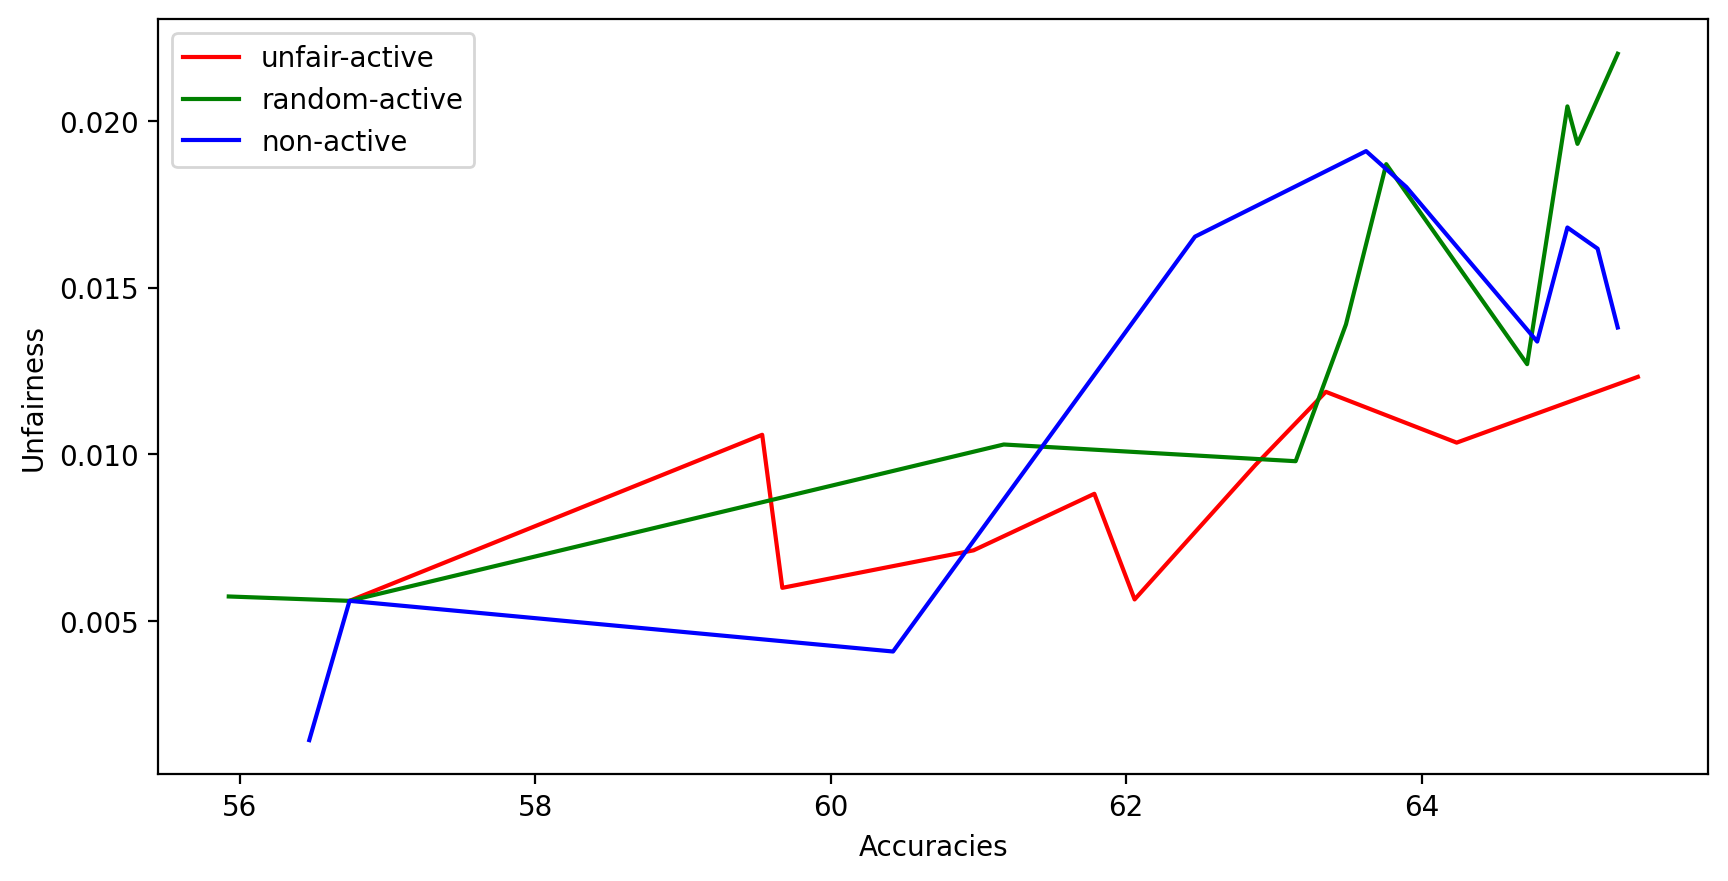 unfair-active
random-active
non-active
0.020
0.015
0.010
0.005
Unfairness
56 58 60 62 64
Accuracies